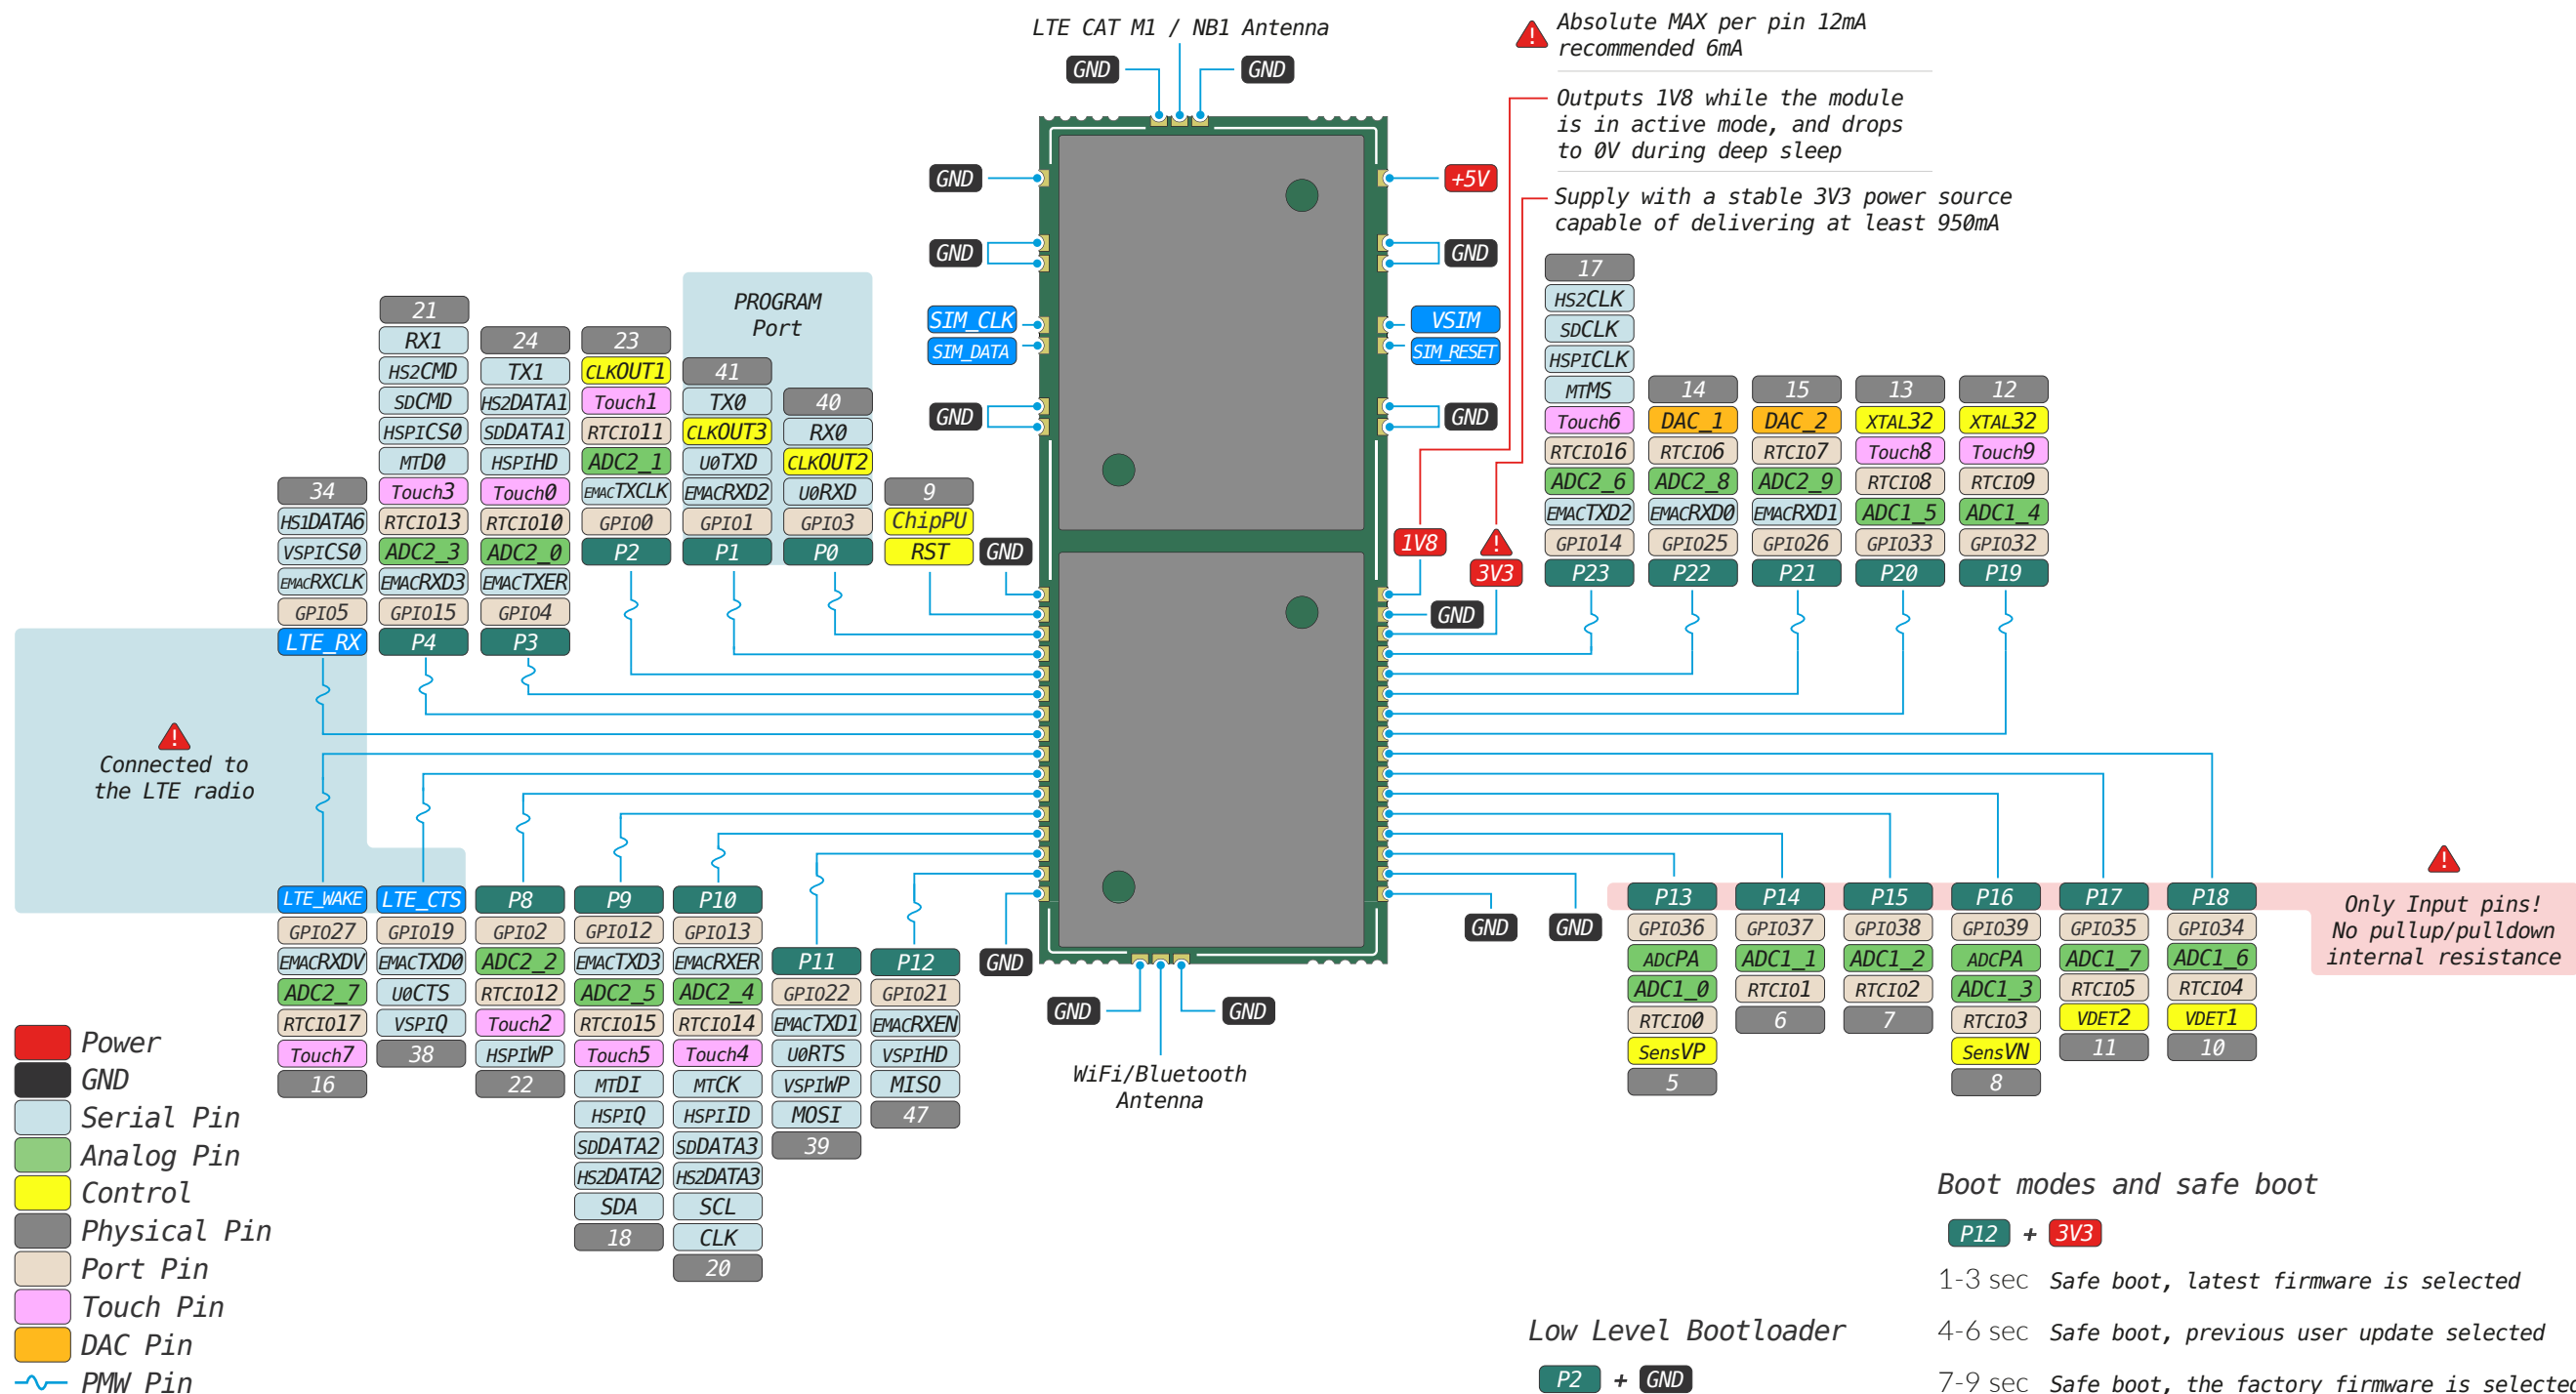 LTE CAT M1 / NB1 Antenna
GND
GND
Absolute MAX per pin 12mA
recommended 6mA
Outputs 1V8 while the module
is in active mode, and drops
to 0V during deep sleep
Supply with a stable 3V3 power source
capable of delivering at least 950mA
GND
+5V
GND
GND
SIM_CLK
SIM_DATA
VSIM
SIM_RESET
GND
GND
PROGRAM
Port
34
HS1DATA6
VSPICS0
EMACRXCLK
GPIO5
LTE_RX
21
RX1
HS2CMD
SDCMD
HSPICS0
MTDO
Touch3
RTCIO13
ADC2_3
EMACRXD3
GPIO15
P4
24
TX1
HS2DATA1
SDDATA1
HSPIHD
Touch0
RTCIO10
ADC2_0
EMACTXER
GPIO4
P3
23
CLKOUT1
Touch1
RTCIO11
ADC2_1
EMACTXCLK
GPIO0
P2
41
TX0
CLKOUT3
U0TXD
EMACRXD2
GPIO1
P1
40
RX0
CLKOUT2
U0RXD
GPIO3
P0
9
ChipPU
RST
GND
1V8
3V3
GND
17
HS2CLK
SDCLK
HSPICLK
MTMS
Touch6
RTCIO16
ADC2_6
EMACTXD2
GPIO14
P23
14
DAC_1
RTCIO6
ADC2_8
EMACRXD0
GPIO25
P22
15
DAC_2
RTCIO7
ADC2_9
EMACRXD1
GPIO26
P21
13
XTAL32
Touch8
RTCIO8
ADC1_5
GPIO33
P20
12
XTAL32
Touch9
RTCIO9
ADC1_4
GPIO32
P19
Connected to
the LTE radio
LTE_WAKE
GPIO27
EMACRXDV
ADC2_7
RTCIO17
Touch7
16
LTE_CTS
GPIO19
EMACTXD0
U0CTS
VSPIQ
38
P8
GPIO2
ADC2_2
RTCIO12
Touch2
HSPIWP
22
P9
GPIO12
EMACTXD3
ADC2_5
RTCIO15
Touch5
MTDI
HSPIQ
SDDATA2
HS2DATA2
SDA
18
P10
GPIO13
EMACRXER
ADC2_4
RTCIO14
Touch4
MTCK
HSPIID
SDDATA3
HS2DATA3
SCL
CLK
20
P11
GPIO22
EMACTXD1
U0RTS
VSPIWP
MOSI
39
P12
GPIO21
EMACRXEN
VSPIHD
MISO
47
GND
GND
GND
WiFi/Bluetooth
Antenna
GND
GND
P13
GPIO36
ADCPA
ADC1_0
RTCIO0
SensVP
5
P14
GPIO37
ADC1_1
RTCIO1
6
P15
GPIO38
ADC1_2
RTCIO2
7
P16
GPIO39
ADCPA
ADC1_3
RTCIO3
SensVN
8
P17
GPIO35
ADC1_7
RTCIO5
VDET2
11
P18
GPIO34
ADC1_6
RTCIO4
VDET1
10
Only Input pins!
No pullup/pulldown
internal resistance
Power
GND
Serial Pin
Analog Pin
Control
Physical Pin
Port Pin
Touch Pin
DAC Pin
PMW Pin
Low Level Bootloader
P2 + GND
Boot modes and safe boot
P12 + 3V3
1-3 sec Safe boot, latest firmware is selected
4-6 sec Safe boot, previous user update selected
7-9 sec Safe boot, the factory firmware is selected